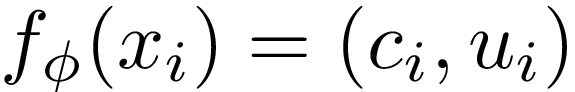 f_ϕ(x_i) = (c_i, u_i)